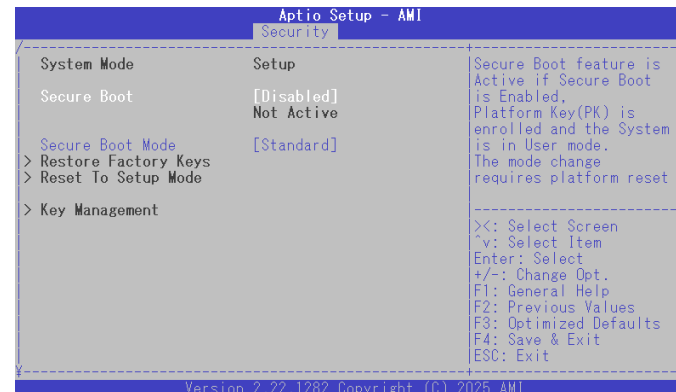 Aptio Setup - AMI
Security
System Mode Setup
Secure Boot [Disabled]
Not Active
Secure Boot Mode [Standard]
> Restore Factory Keys
> Reset To Setup Mode
> Key Management
Secure Boot feature is
Active if Secure Boot
is Enabled,
Platform Key(PK) is
enrolled and the System
is in User mode.
The mode change
requires platform reset
><: Select Screen
^v: Select Item
Enter: Select
+/-: Change Opt.
F1: General Help
F2: Previous Values
F3: Optimized Defaults
F4: Save & Exit
ESC: Exit
Version 2.22.1282 Copyright (C) 2025 AMI